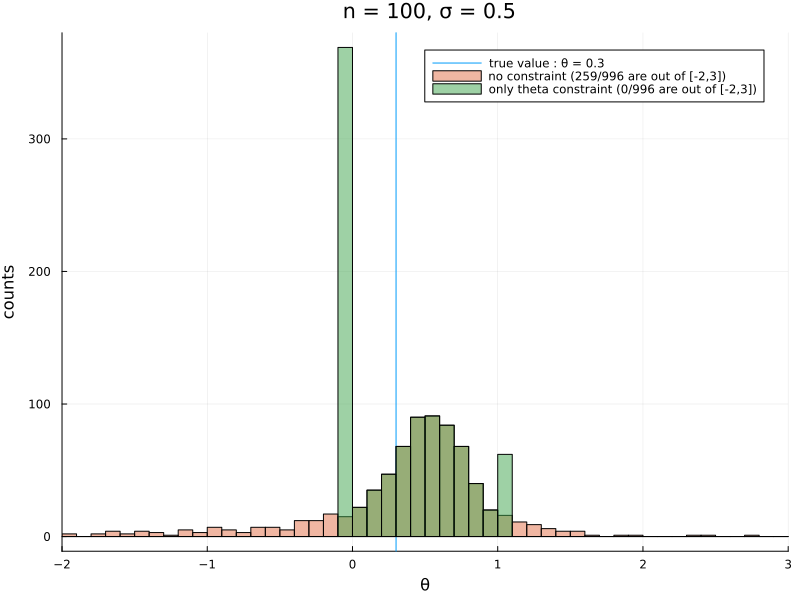 n = 100, σ = 0.5
true value : θ = 0.3
no constraint (259/996 are out of [-2,3])
only theta constraint (0/996 are out of [-2,3])
300
200
100
0
counts
−2 −1 0 1 2 3
θ